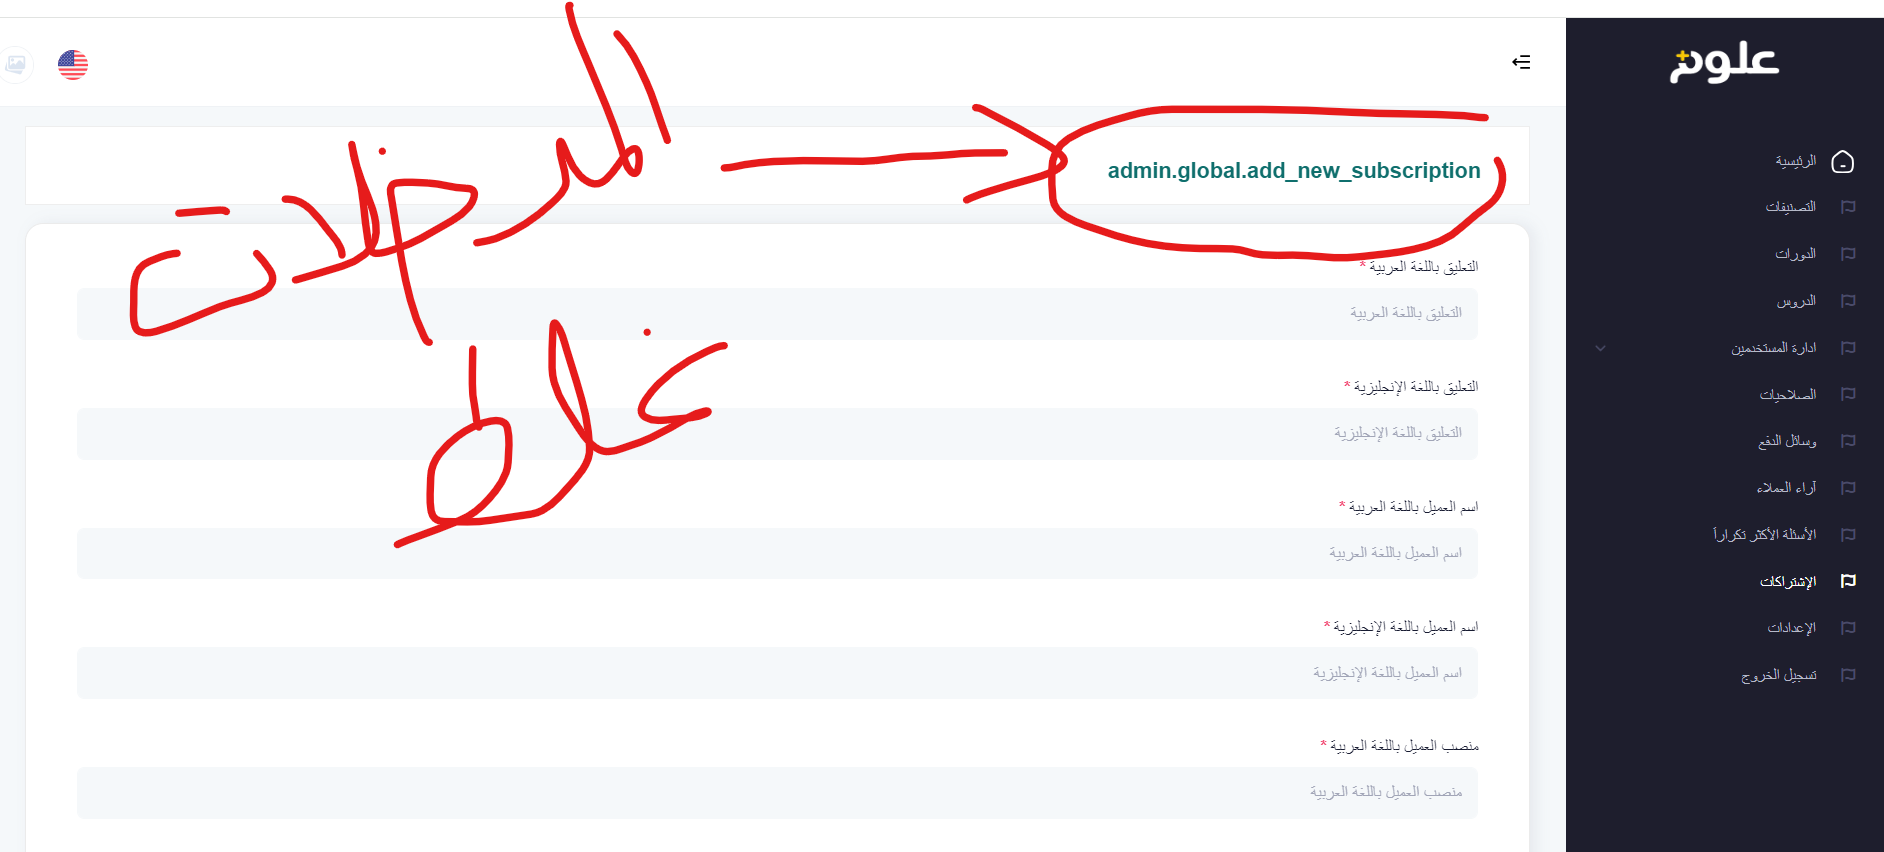 علوم
الرئيسية
التصنيفات
الدورات
الدروس
ادارة المستخدمين
الصلاحيات
وسائل الدفع
آراء العملاء
الأسئلة الأكثر تكراراً
الإشتراكات
الإعدادات
تسجيل الخروج
admin.global.add_new_subscription
المدخلات
غلط
التعليق باللغة العربية *
التعليق باللغة العربية
التعليق باللغة الإنجليزية *
التعليق باللغة الإنجليزية
اسم العميل باللغة العربية *
اسم العميل باللغة العربية
اسم العميل باللغة الإنجليزية *
اسم العميل باللغة الإنجليزية
منصب العميل باللغة العربية *
منصب العميل باللغة العربية